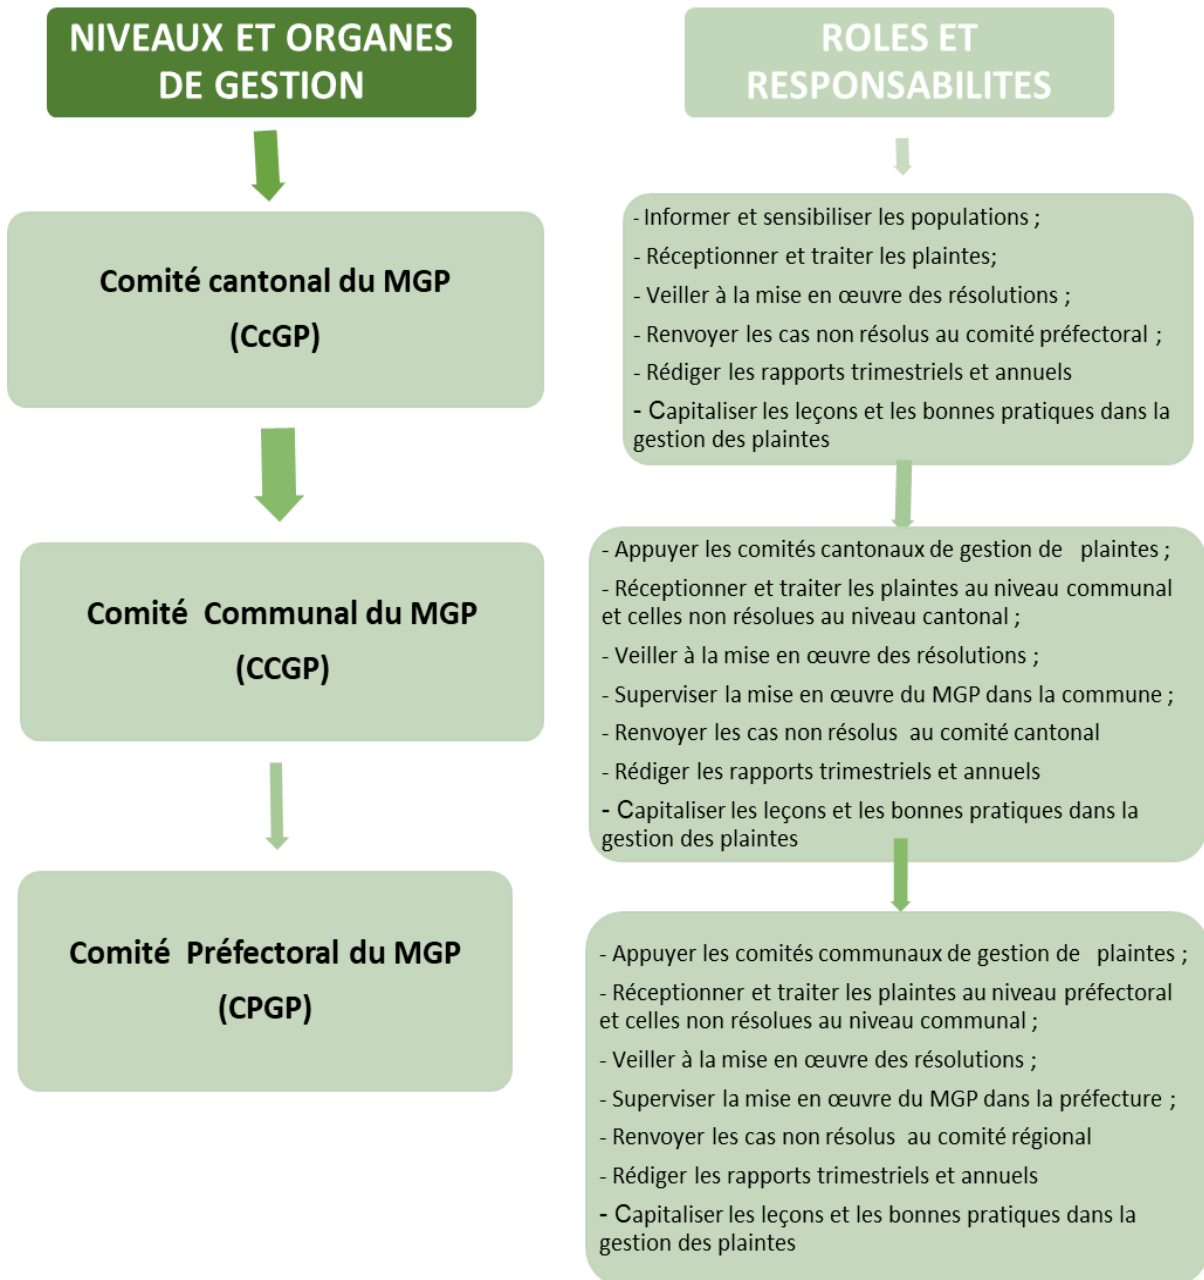 NIVEAUX ET ORGANES
DE GESTION
ROLES ET
RESPONSABILITES
Comité cantonal du MGP
(CcGP)
- Informer et sensibiliser les populations ;
- Réceptionner et traiter les plaintes;
- Veiller à la mise en œuvre des résolutions ;
- Renvoyer les cas non résolus au comité préfectoral ;
- Rédiger les rapports trimestriels et annuels
- Capitaliser les leçons et les bonnes pratiques dans la
gestion des plaintes
Comité Communal du MGP
(CCGP)
- Appuyer les comités cantonaux de gestion de plaintes ;
- Réceptionner et traiter les plaintes au niveau communal
et celles non résolues au niveau cantonal ;
- Veiller à la mise en œuvre des résolutions ;
- Superviser la mise en œuvre du MGP dans la commune ;
- Renvoyer les cas non résolus au comité cantonal
- Rédiger les rapports trimestriels et annuels
- Capitaliser les leçons et les bonnes pratiques dans la
gestion des plaintes
Comité Préfectoral du MGP
(CPGP)
- Appuyer les comités communaux de gestion de plaintes ;
- Réceptionner et traiter les plaintes au niveau préfectoral
et celles non résolues au niveau communal ;
- Veiller à la mise en œuvre des résolutions ;
- Superviser la mise en œuvre du MGP dans la préfecture ;
- Renvoyer les cas non résolus au comité régional
- Rédiger les rapports trimestriels et annuels
- Capitaliser les leçons et les bonnes pratiques dans la
gestion des plaintes